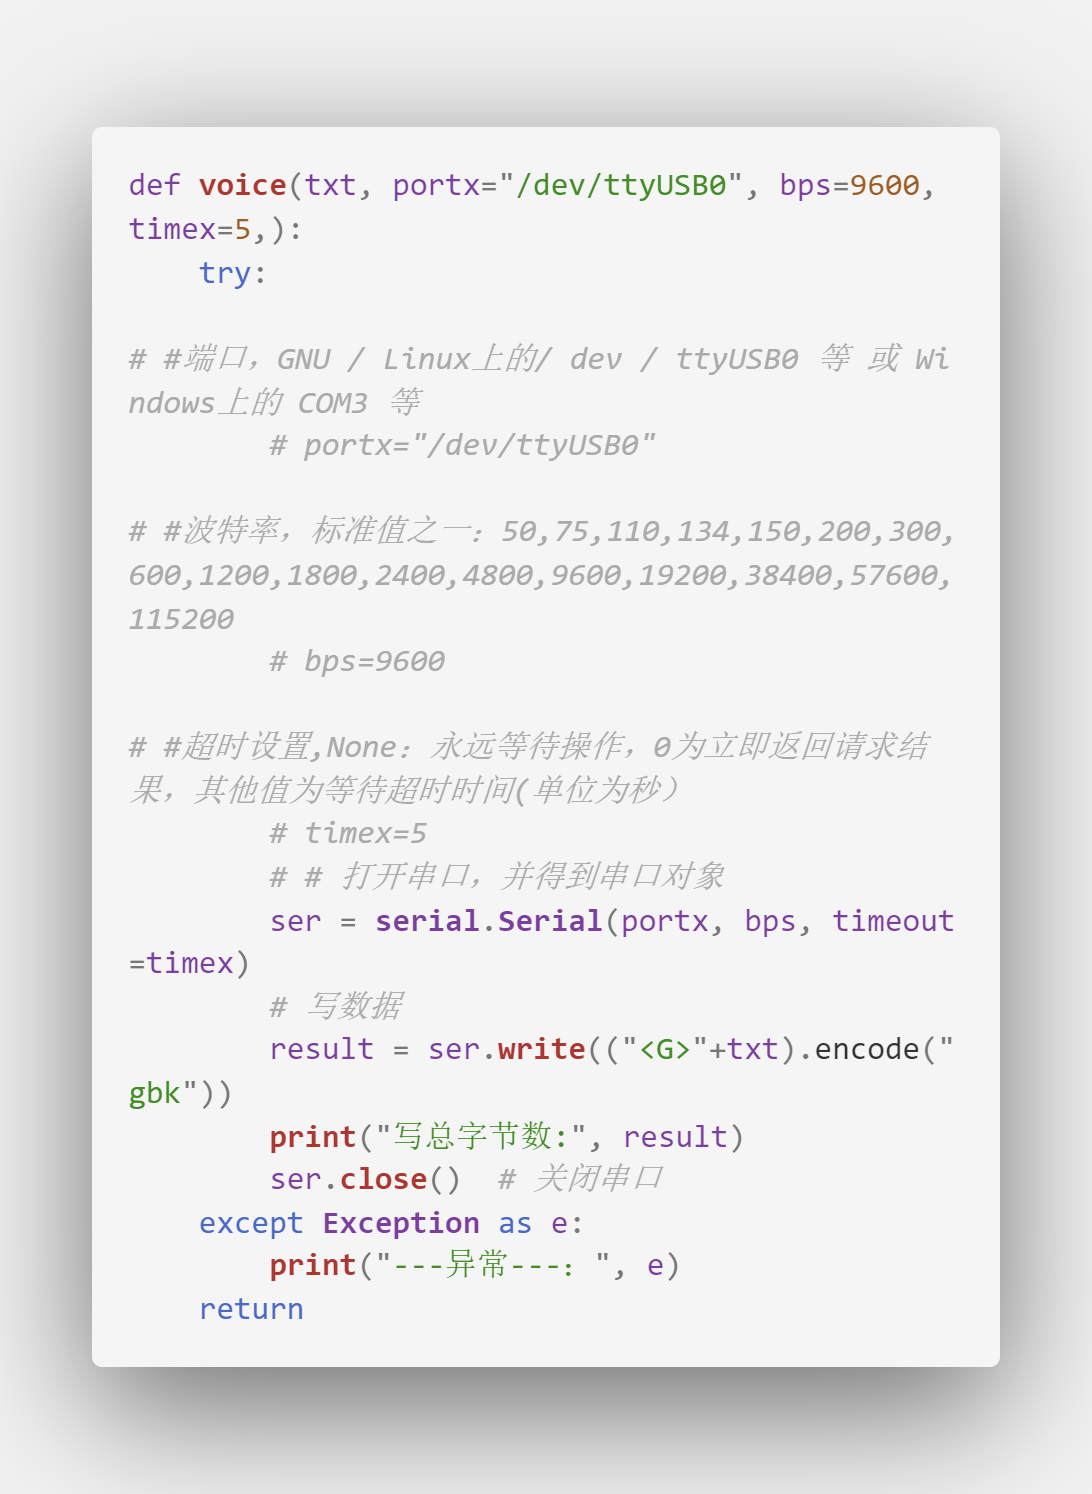 def voice(txt, portx="/dev/ttyUSB0", bps=9600,
timex=5,):
    try:

# #端口，GNU / Linux上的/ dev / ttyUSB0 等 或 Wi
ndows上的 COM3 等
        # portx="/dev/ttyUSB0"

# #波特率，标准值之一：50,75,110,134,150,200,300,
600,1200,1800,2400,4800,9600,19200,38400,57600,
115200
        # bps=9600

# #超时设置,None：永远等待操作，0为立即返回请求结
果，其他值为等待超时时间(单位为秒）
        # timex=5
        # # 打开串口，并得到串口对象
        ser = serial.Serial(portx, bps, timeout
=timex)
        # 写数据
        result = ser.write(("<G>"+txt).encode("
gbk"))
        print("写总字节数:", result)
        ser.close()  # 关闭串口
    except Exception as e:
        print("---异常---：", e)
    return